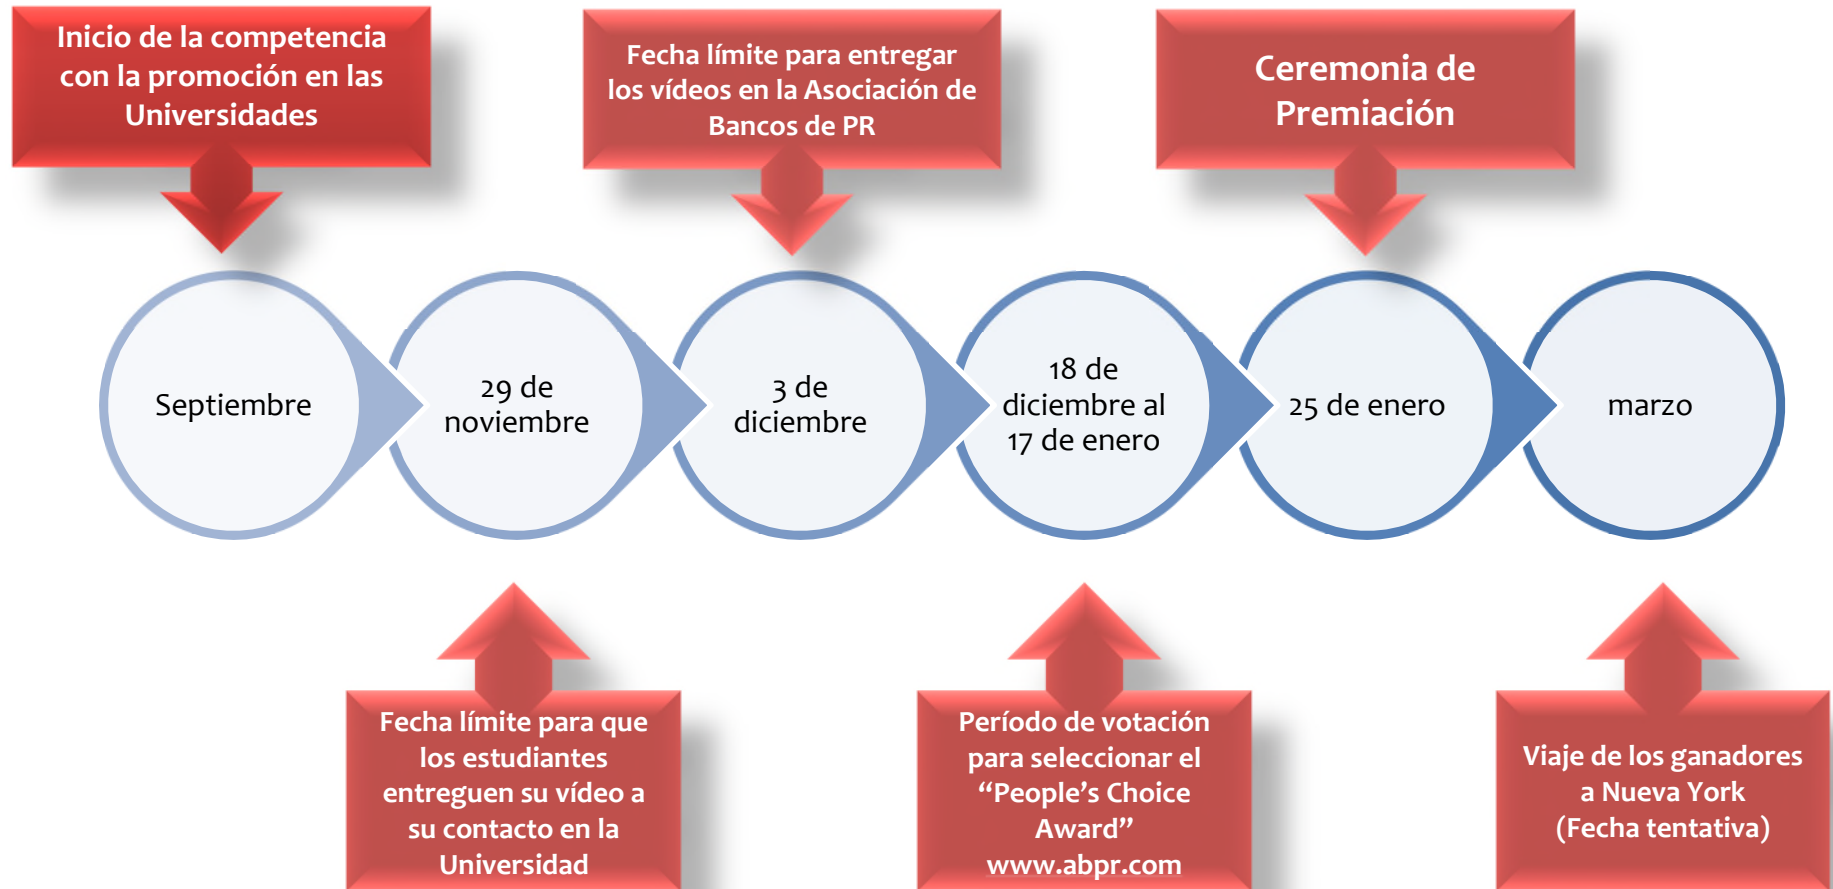 Inicio de la competencia
con la promoción en las
Universidades
Fecha límite para entregar
los vídeos en la Asociación de
Bancos de PR
Ceremonia de
Premiación
Septiembre
29 de
noviembre
3 de
diciembre
18 de
diciembre al
17 de enero
25 de enero
marzo
Fecha límite para que
los estudiantes
entreguen su vídeo a
su contacto en la
Universidad
Período de votación
para seleccionar el
“People’s Choice
Award”
www.abpr.com
Viaje de los ganadores
a Nueva York
(Fecha tentativa)